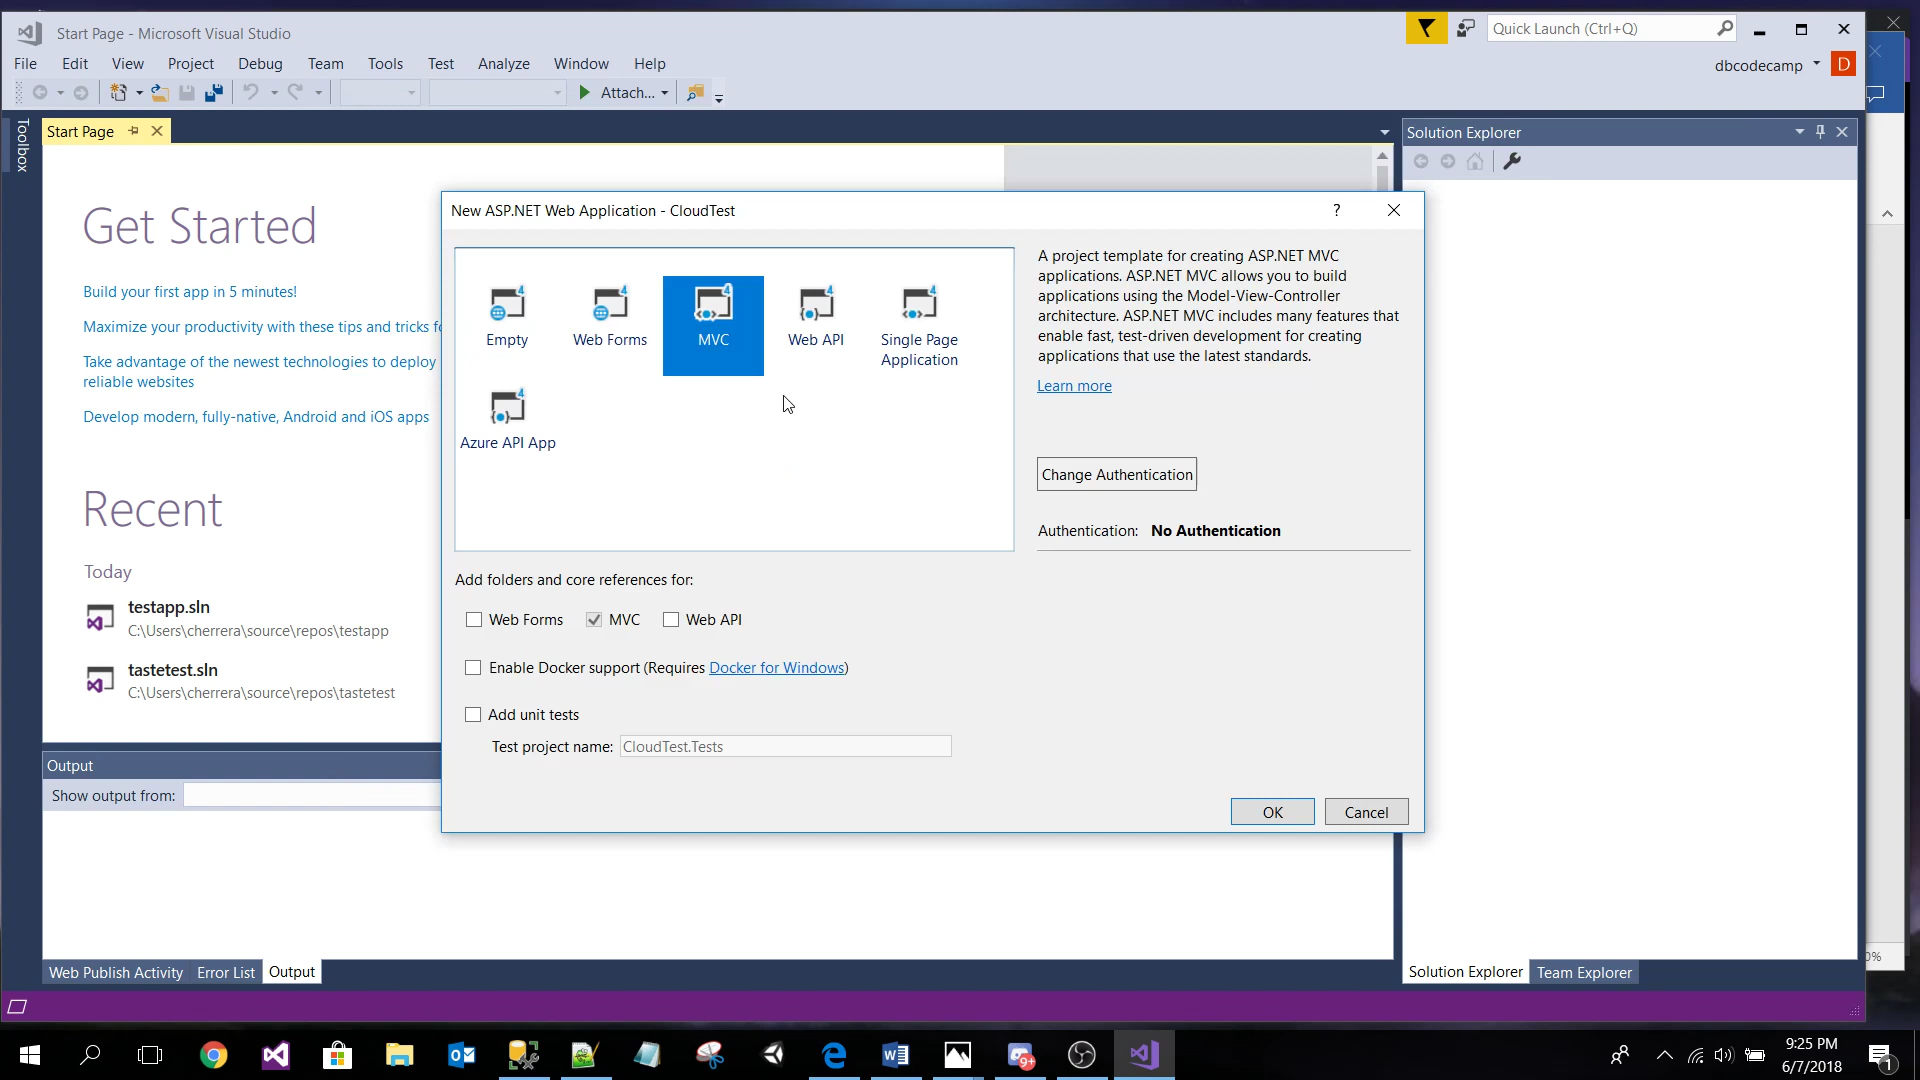 Start Page - Microsoft Visual Studio
Quick Launch (Ctrl+Q)
File Edit View Project Debug Team Tools Test Analyze Window Help
dbcodecamp
D
Attach...
Toolbox
Start Page
Solution Explorer
Get Started
Build your first app in 5 minutes!
Maximize your productivity with these tips and tricks fo
Take advantage of the newest technologies to deploy
reliable websites
Develop modern, fully-native, Android and iOS apps
Recent
Today
testapp.sln
C:\Users\cherrera\source\repos\testapp
tastetest.sln
C:\Users\cherrera\source\repos\tastetest
New ASP.NET Web Application - CloudTest
?
4
Empty
4
Web Forms
4
MVC
4
Web API
4
Single Page
Application
4
Azure API App
A project template for creating ASP.NET MVC
applications. ASP.NET MVC allows you to build
applications using the Model-View-Controller
architecture. ASP.NET MVC includes many features that
enable fast, test-driven development for creating
applications that use the latest standards.
Learn more
Change Authentication
Authentication: No Authentication
Add folders and core references for:
Web Forms MVC Web API
Enable Docker support (Requires Docker for Windows)
Add unit tests
Test project name: CloudTest.Tests
OK Cancel
Output
Show output from:
Web Publish Activity Error List Output
Solution Explorer Team Explorer
0%
9+
9:25 PM
6/7/2018
1